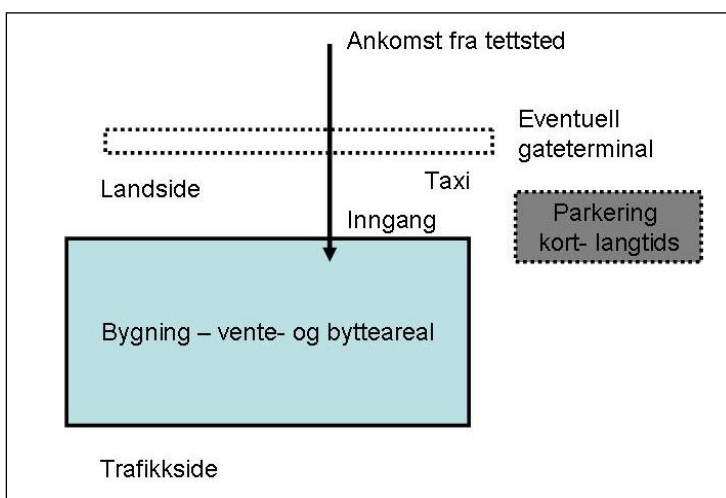 Ankomst fra tettsted
Eventuell
gateterminal
Landside
Taxi
Parkering
kort- langtids
Inngang
Bygning – vente- og bytteareal
Trafikkside